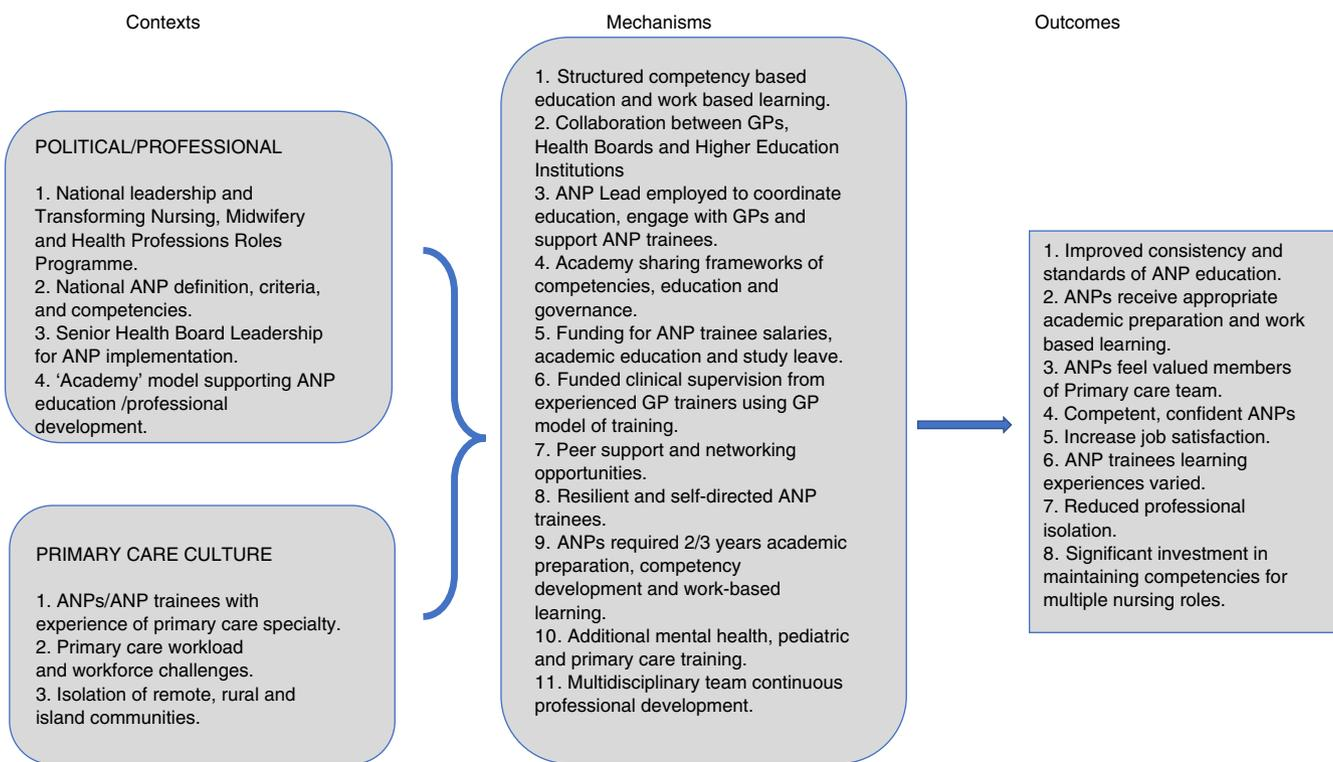 Contexts
Mechanisms
Outcomes
POLITICAL/PROFESSIONAL
1. National leadership and
Transforming Nursing, Midwifery
and Health Professions Roles
Programme.
2. National ANP definition, criteria,
and competencies.
3. Senior Health Board Leadership
for ANP implementation.
4. ‘Academy’ model supporting ANP
education /professional
development.
PRIMARY CARE CULTURE
1. ANPs/ANP trainees with
experience of primary care specialty.
2. Primary care workload
and workforce challenges.
3. Isolation of remote, rural and
island communities.
1. Structured competency based
education and work based learning.
2. Collaboration between GPs,
Health Boards and Higher Education
Institutions
3. ANP Lead employed to coordinate
education, engage with GPs and
support ANP trainees.
4. Academy sharing frameworks of
competencies, education and
governance.
5. Funding for ANP trainee salaries,
academic education and study leave.
6. Funded clinical supervision from
experienced GP trainers using GP
model of training.
7. Peer support and networking
opportunities.
8. Resilient and self-directed ANP
trainees.
9. ANPs required 2/3 years academic
preparation, competency
development and work-based
learning.
10. Additional mental health, pediatric
and primary care training.
11. Multidisciplinary team continuous
professional development.
1. Improved consistency and
standards of ANP education.
2. ANPs receive appropriate
academic preparation and work
based learning.
3. ANPs feel valued members
of Primary care team.
4. Competent, confident ANPs
5. Increase job satisfaction.
6. ANP trainees learning
experiences varied.
7. Reduced professional
isolation.
8. Significant investment in
maintaining competencies for
multiple nursing roles.